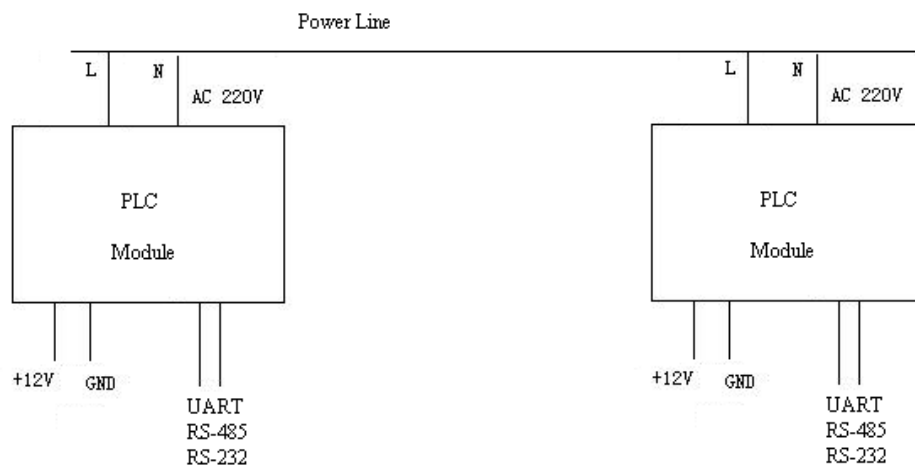 Power Line
L N
AC 220V
PLC
Module
+12V GND
UART
RS-485
RS-232
L N
AC 220V
PLC
Module
+12V GND
UART
RS-485
RS-232